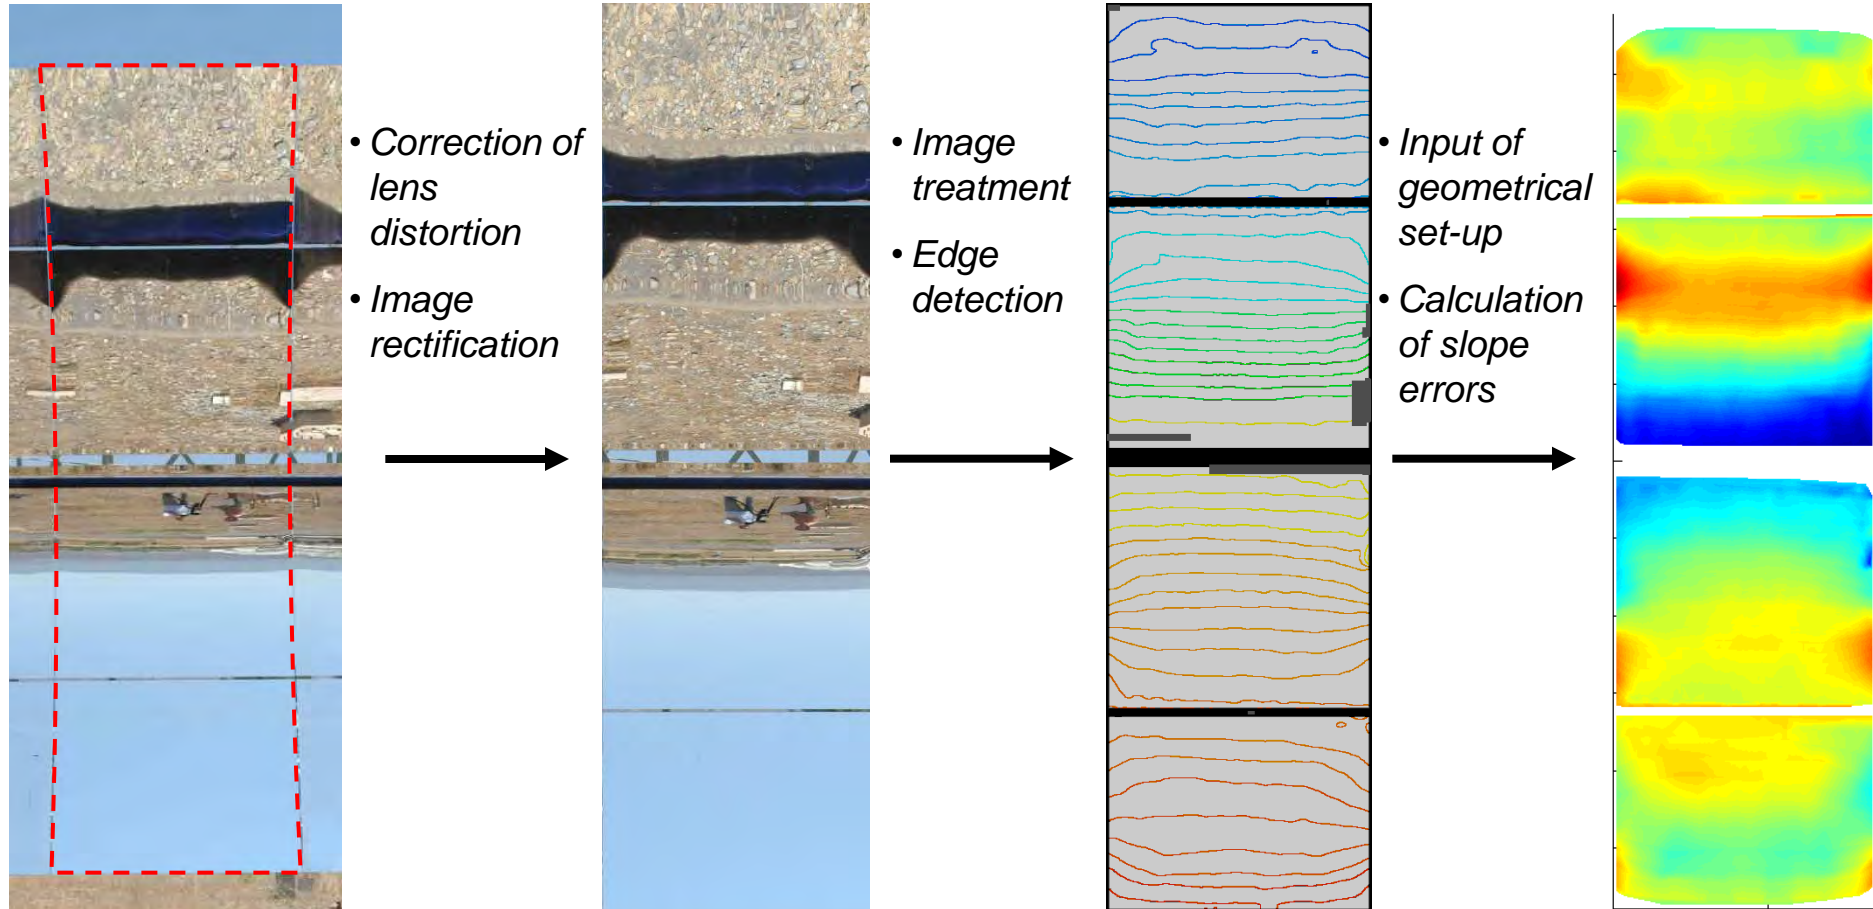 • Correction of
lens
distortion
• Image
rectification
• Image
treatment
• Edge
detection
• Input of
geometrical
set-up
• Calculation
of slope
errors